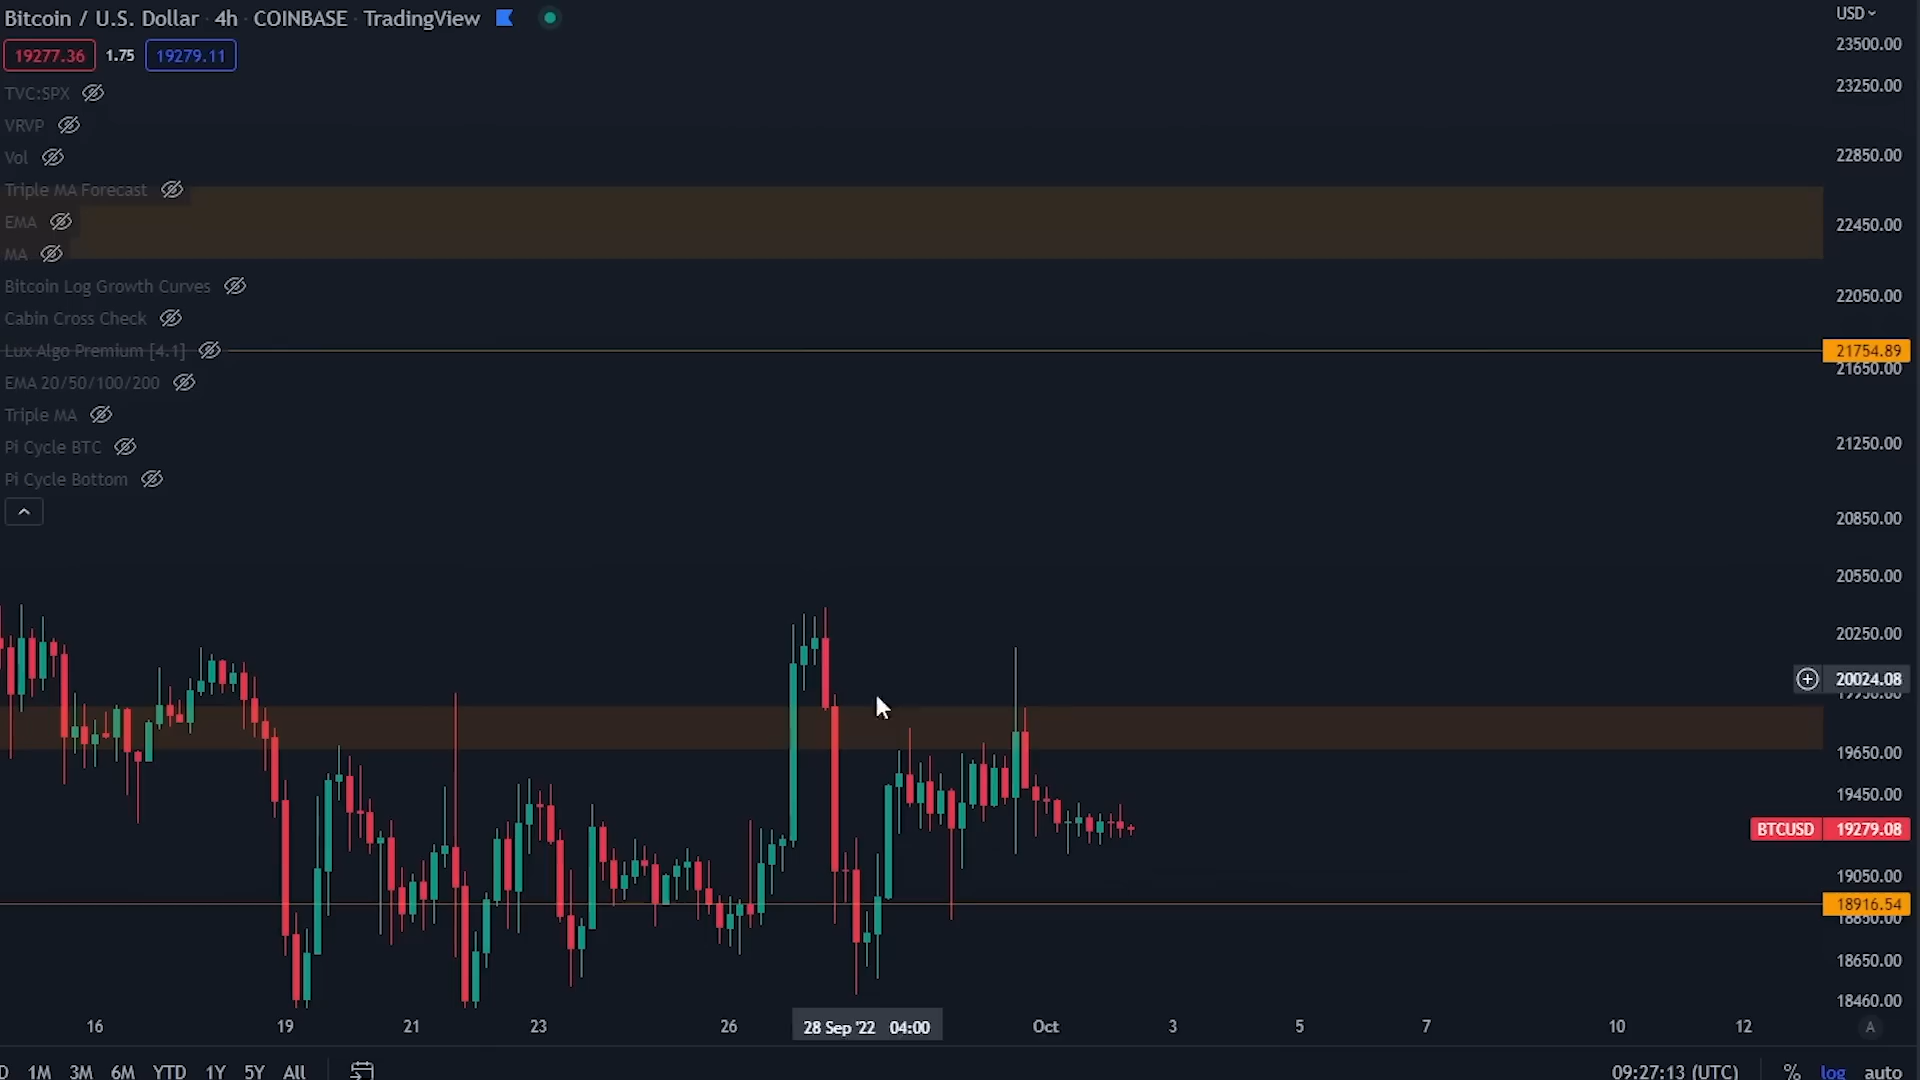 Bitcoin / U.S. Dollar · 4h · COINBASE · TradingView
19277.36 1.75 19279.11
TVC:SPX
VRVP
Vol
Triple MA Forecast
EMA
MA
Bitcoin Log Growth Curves
Cabin Cross Check
Lux Algo Premium [4.1]
EMA 20/50/100/200
Triple MA
Pi Cycle BTC
Pi Cycle Bottom
USD
23500.00
23250.00
22850.00
22450.00
22050.00
21754.89
21650.00
21250.00
20850.00
20550.00
20250.00
20024.08
19950.00
19650.00
19450.00
BTCUSD 19279.08
19050.00
18916.54
18850.00
18650.00
18460.00
16 19 21 23 26 28 Sep '22 04:00 Oct 3 5 7 10 12 A
D 1M 3M 6M YTD 1Y 5Y All 09:27:13 (UTC) % log auto